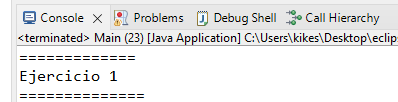 Console Problems Debug Shell Call Hierarchy
<terminated> Main (23) [Java Application] C:\Users\kikes\Desktop\eclip
=============
Ejercicio 1
==============